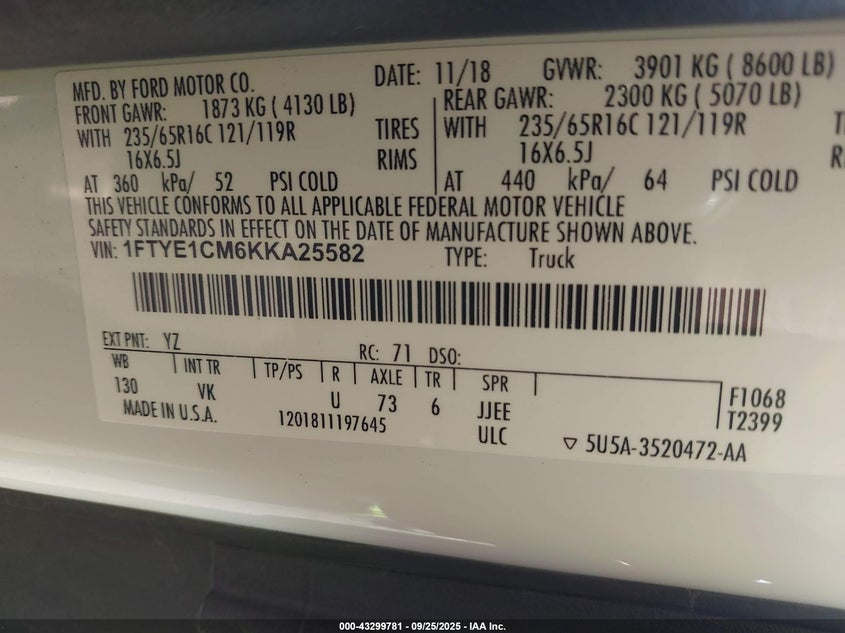 MFD. BY FORD MOTOR CO. DATE: 11/18 GVWR: 3901 KG ( 8600 LB)
FRONT GAWR: 1873 KG ( 4130 LB) REAR GAWR: 2300 KG ( 5070 LB)
WITH 235/65R16C 121/119R TIRES WITH 235/65R16C 121/119R
16X6.5J RIMS 16X6.5J
AT 360 kPa/ 52 PSI COLD AT 440 kPa/ 64 PSI COLD
THIS VEHICLE CONFORMS TO ALL APPLICABLE FEDERAL MOTOR VEHICLE
SAFETY STANDARDS IN EFFECT ON THE DATE OF MANUFACTURE SHOWN ABOVE.
VIN: 1FTYE1CM6KKA25582 TYPE: Truck
EXT PNT: YZ RC: 71 DSO:
WB INT TR TP/PS R AXLE TR SPR
130 VK U 73 6 JJEE F1068
MADE IN U.S.A. 1201811197645 ULC T2399
5U5A-3520472-AA
000-43299781 - 09/25/2025 - IAA Inc.